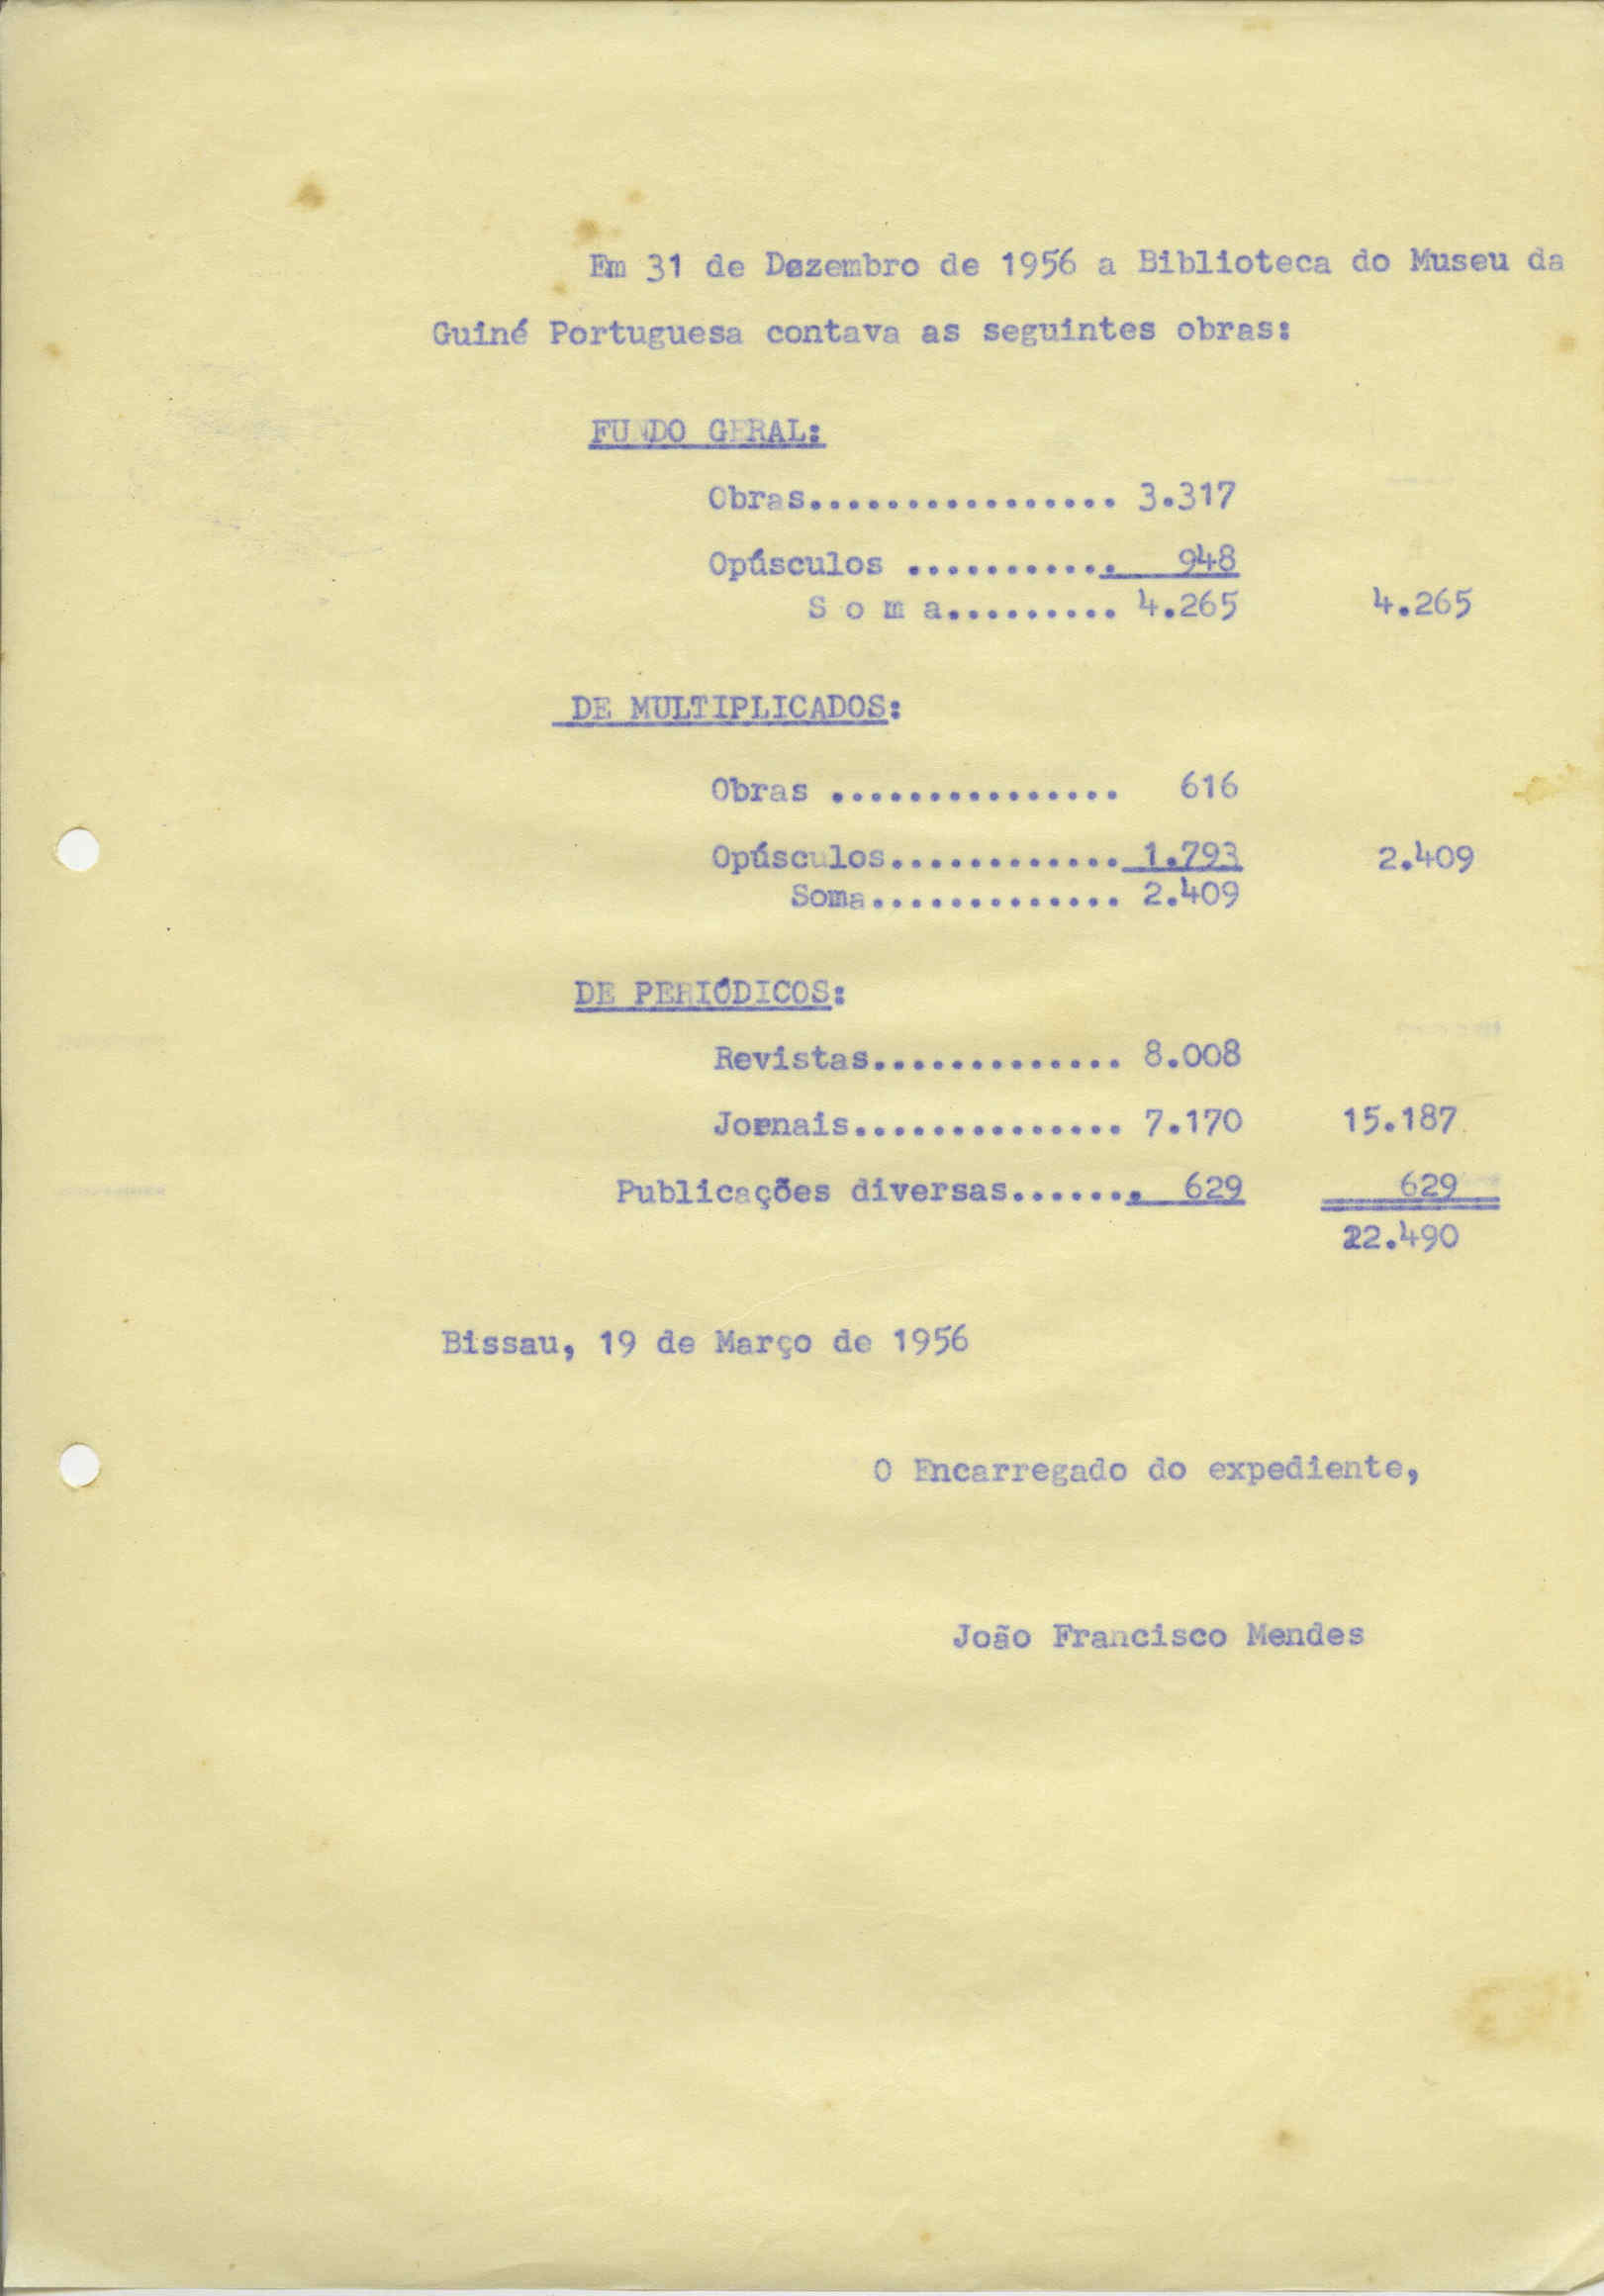 Em 31 de Dezembro de 1956 a Biblioteca do Museu da
Guiné Portuguesa contava as seguintes obras:
FUNDO GERAL:
Obras................ 3.317
Opúsculos ........... 948
S o m a......... 4.265 4.265
DE MULTIPLICADOS:
Obras ............... 616
Opúsculos............ 1.793 2.409
Soma............. 2.409
DE PERIÓDICOS:
Revistas............. 8.008
Jornais.............. 7.170 15.187
Publicações diversas....... 629 629
22.490
Bissau, 19 de Março de 1956
O Encarregado do expediente,
João Francisco Mendes